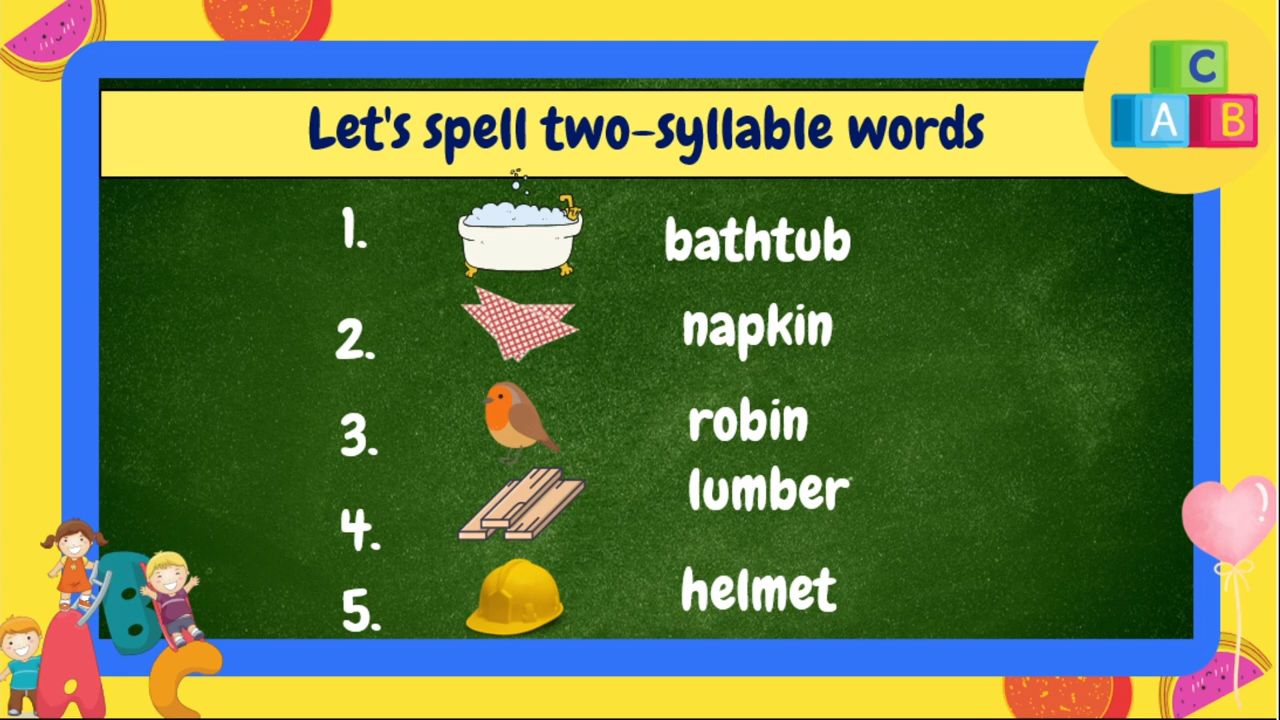 Let's spell two-syllable words
1. bathtub
2. napkin
3. robin
4. lumber
5. helmet
C
A B
A B C